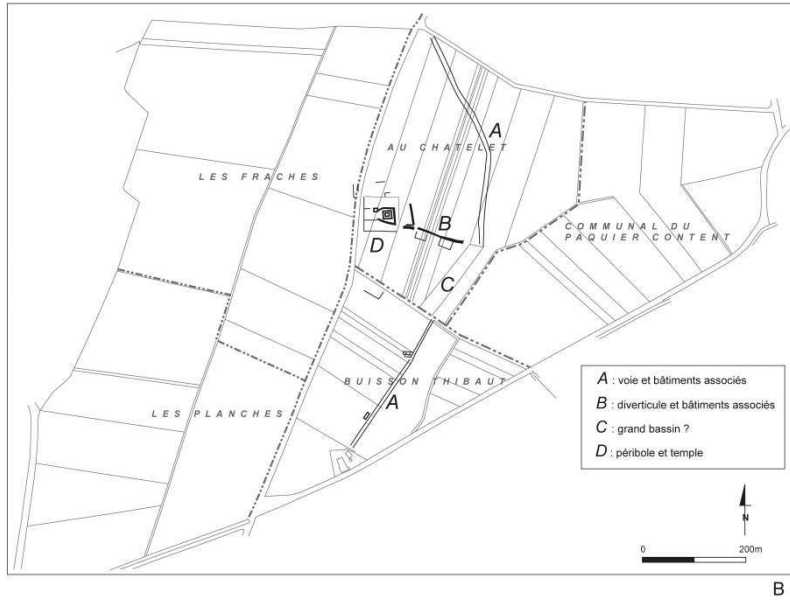 A
AU CHATELET
LES FRACHES
B
COMMUNAL DU
PAQUIER CONTENT
D
C
BUISSON THIBAUT
A
LES PLANCHES
A : voie et bâtiments associés
B : diverticule et bâtiments associés
C : grand bassin ?
D : péribole et temple
N
0 200m
B